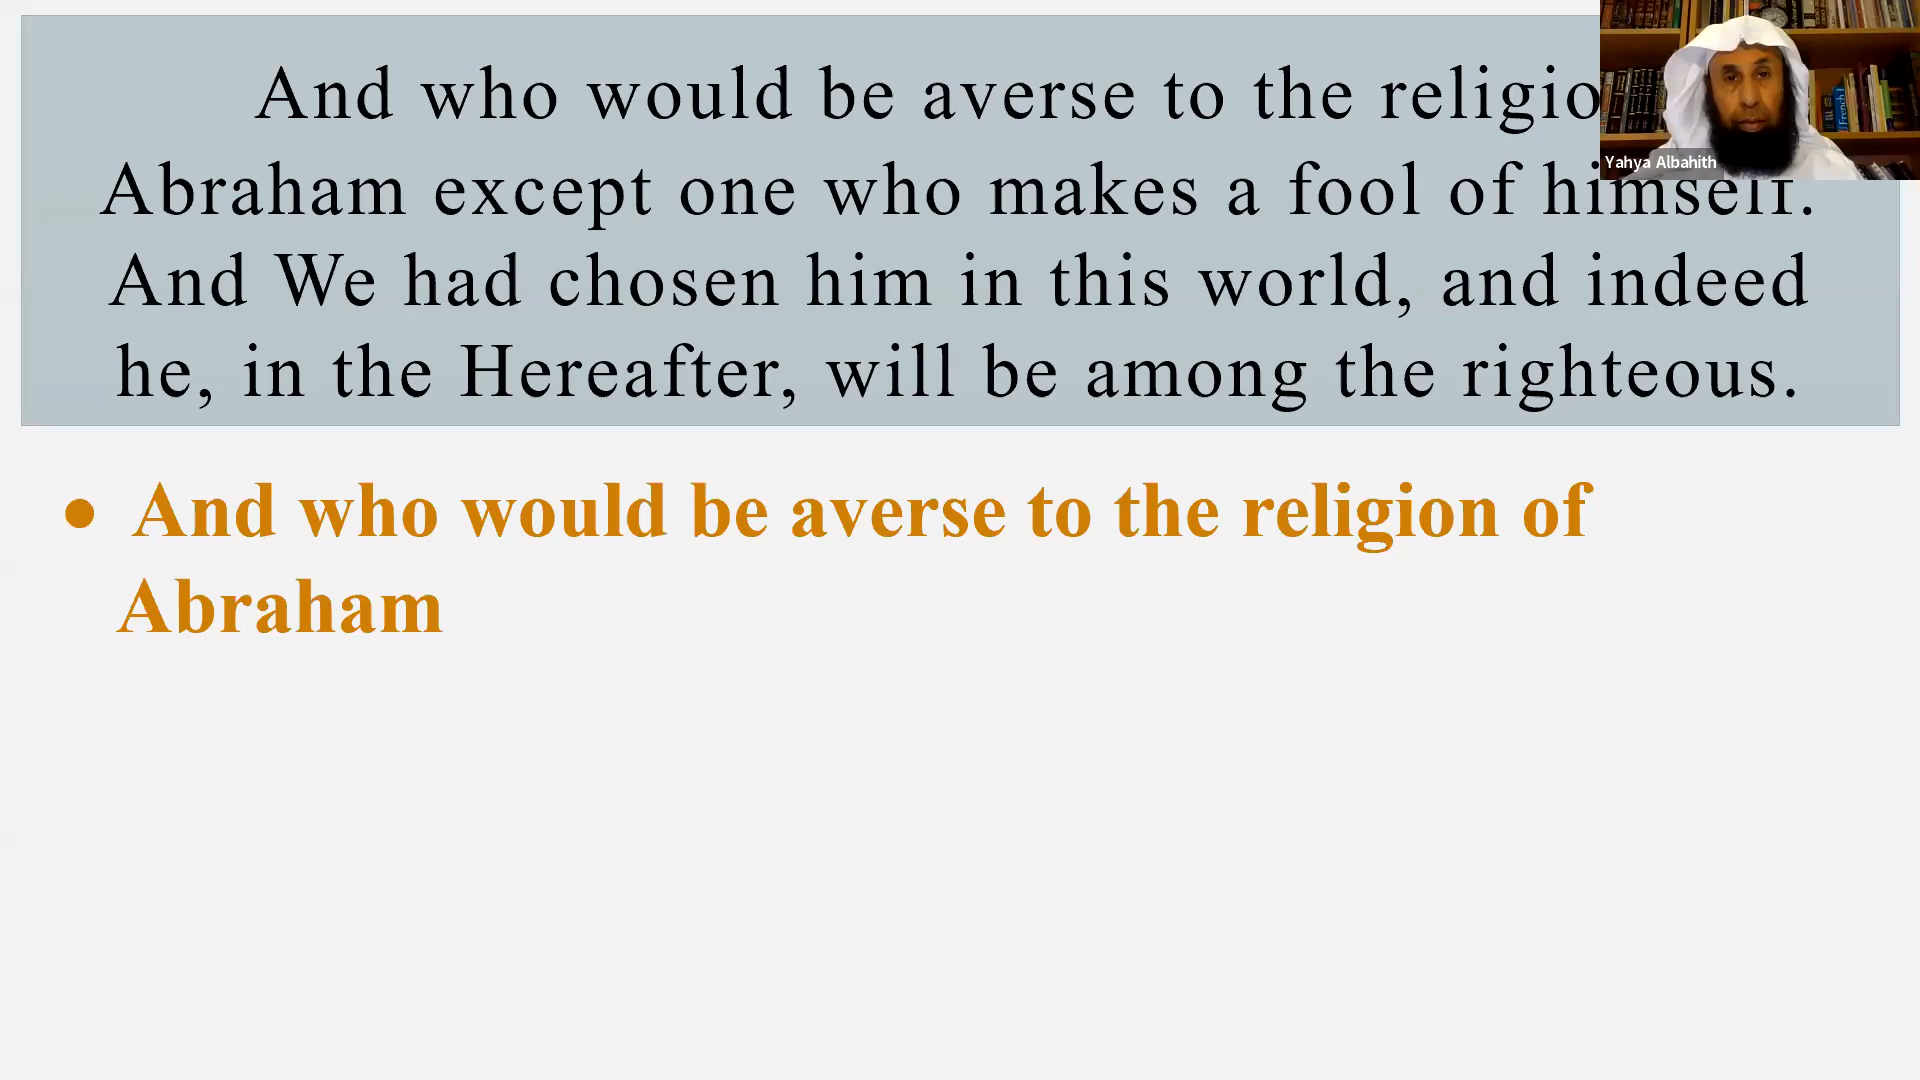 And who would be averse to the religio
Abraham except one who makes a fool of himself.
And We had chosen him in this world, and indeed
he, in the Hereafter, will be among the righteous.
Yahya Albahith
French
• And who would be averse to the religion of
Abraham